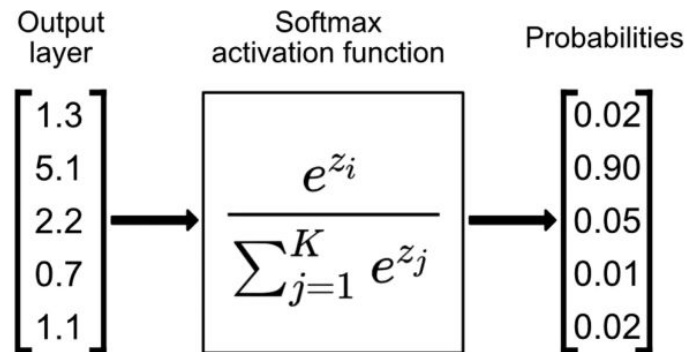 Output
layer
Softmax
activation function
Probabilities
1.3
5.1
2.2
0.7
1.1
e^{z_i}
∑_{j=1}^{K} e^{z_j}
0.02
0.90
0.05
0.01
0.02